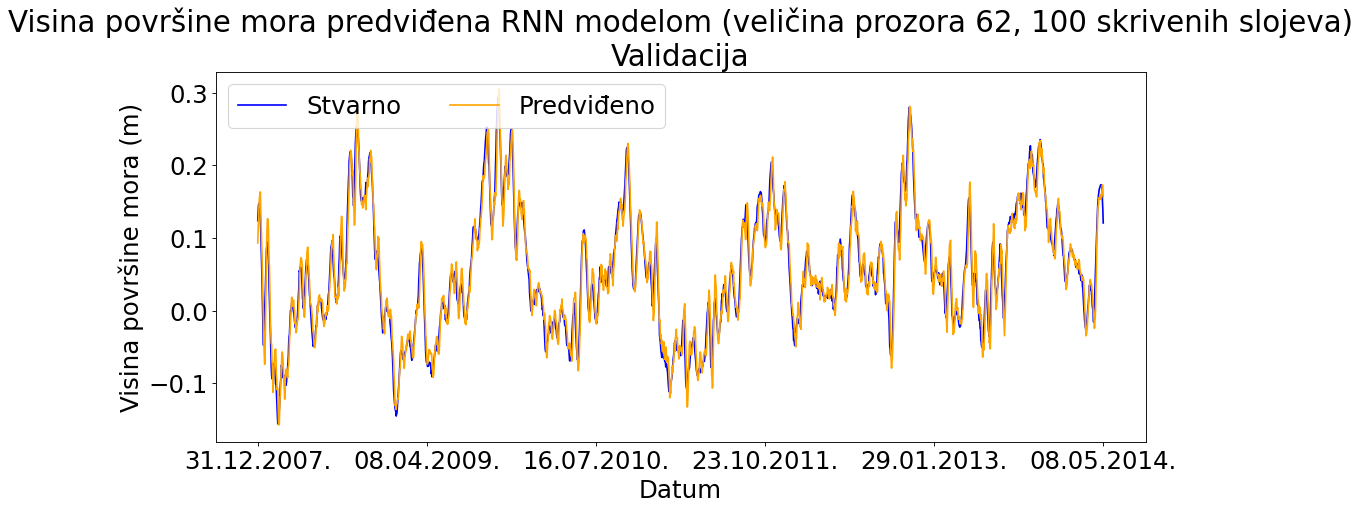 Visina površine mora predviđena RNN modelom (veličina prozora 62, 100 skrivenih slojeva)
Validacija
Stvarno Predviđeno
Visina površine mora (m)
0.3
0.2
0.1
0.0
−0.1
31.12.2007. 08.04.2009. 16.07.2010. 23.10.2011. 29.01.2013. 08.05.2014.
Datum